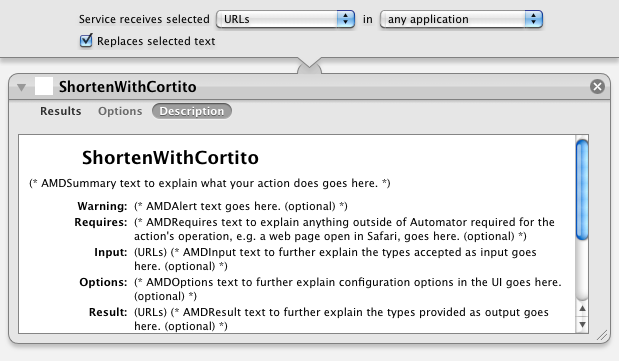 Service receives selected URLs in any application
Replaces selected text
ShortenWithCortito
Results Options Description
ShortenWithCortito
(* AMDSummary text to explain what your action does goes here. *)
Warning: (* AMDAlert text goes here. (optional) *)
Requires: (* AMDRequires text to explain anything outside of Automator required for the
action's operation, e.g. a web page open in Safari, goes here. (optional) *)
Input: (URLs) (* AMDInput text to further explain the types accepted as input goes
here. (optional) *)
Options: (* AMDOptions text to further explain configuration options in the UI goes here.
(optional) *)
Result: (URLs) (* AMDResult text to further explain the types provided as output goes
here. (optional) *)